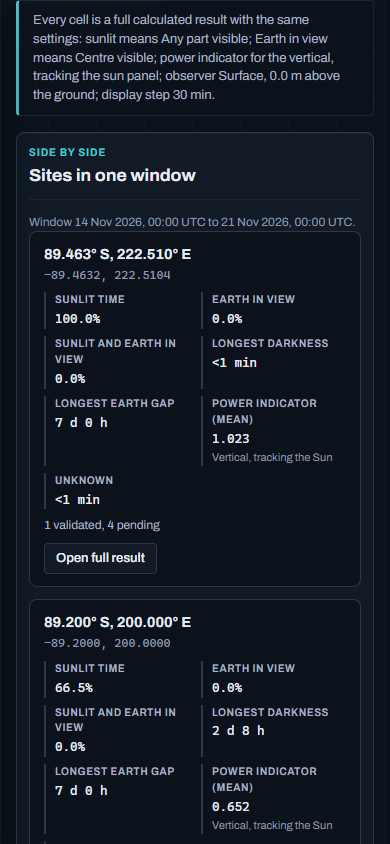 Every cell is a full calculated result with the same
settings: sunlit means Any part visible; Earth in view
means Centre visible; power indicator for the vertical,
tracking the sun panel; observer Surface, 0.0 m above
the ground; display step 30 min.
SIDE BY SIDE
Sites in one window
Window 14 Nov 2026, 00:00 UTC to 21 Nov 2026, 00:00 UTC.
89.463° S, 222.510° E
−89.4632, 222.5104
SUNLIT TIME
100.0%
EARTH IN VIEW
0.0%
SUNLIT AND EARTH IN
VIEW
0.0%
LONGEST DARKNESS
<1 min
LONGEST EARTH GAP
7 d 0 h
POWER INDICATOR
(MEAN)
1.023
Vertical, tracking the Sun
UNKNOWN
<1 min
1 validated, 4 pending
Open full result
89.200° S, 200.000° E
−89.2000, 200.0000
SUNLIT TIME
66.5%
EARTH IN VIEW
0.0%
SUNLIT AND EARTH IN
VIEW
0.0%
LONGEST DARKNESS
2 d 8 h
LONGEST EARTH GAP
7 d 0 h
POWER INDICATOR
(MEAN)
0.652
Vertical, tracking the Sun